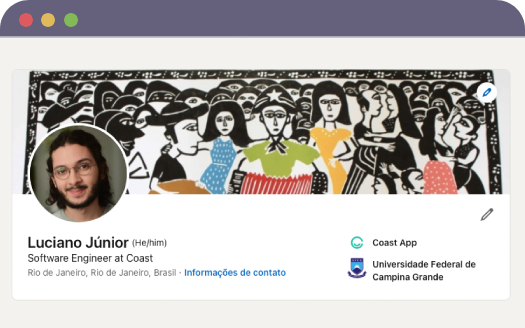 Luciano Júnior (He/him)
Software Engineer at Coast
Rio de Janeiro, Rio de Janeiro, Brasil · Informações de contato
Coast App
Universidade Federal de
Campina Grande